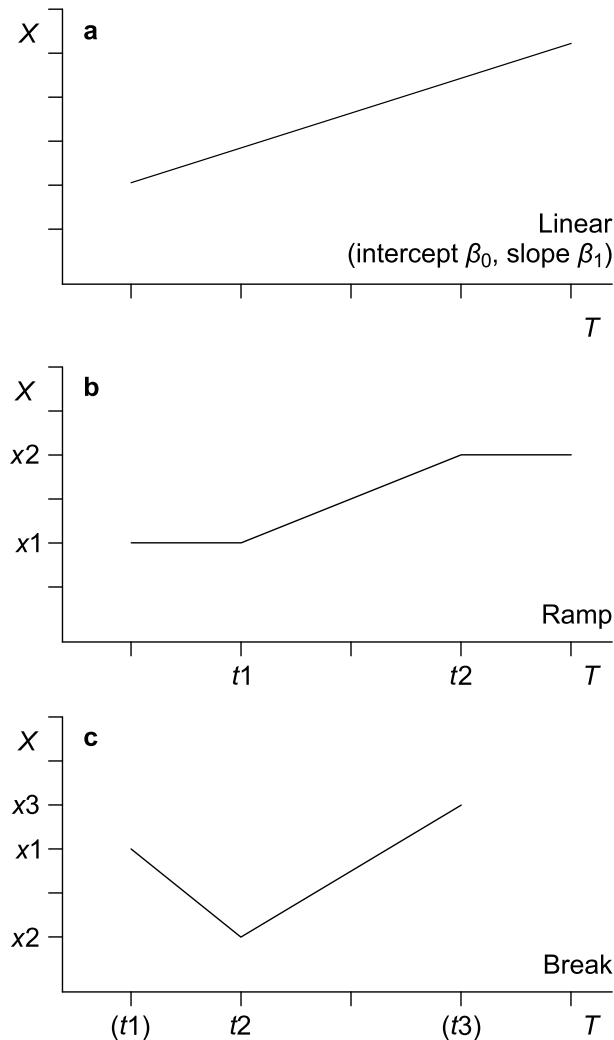 X
a
Linear
(intercept β0, slope β1)
T
X
b
x2
x1
Ramp
t1 t2 T
X
c
x3
x1
x2
Break
(t1) t2 (t3) T